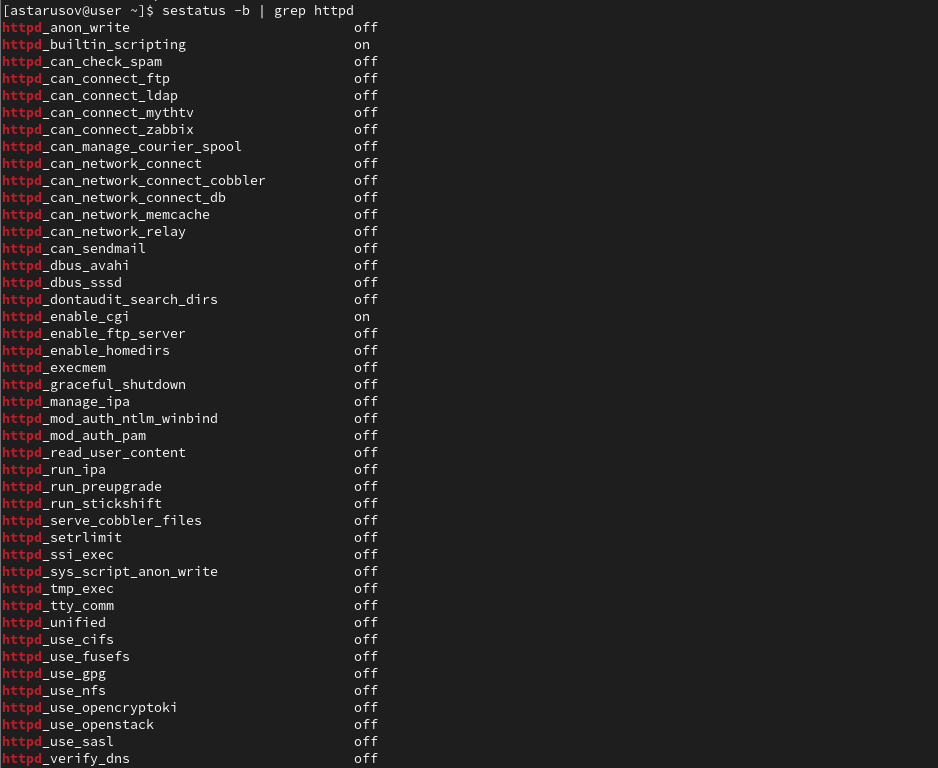 [astarusov@user ~]$ sestatus -b | grep httpd
httpd_anon_write off
httpd_builtin_scripting on
httpd_can_check_spam off
httpd_can_connect_ftp off
httpd_can_connect_ldap off
httpd_can_connect_mythtv off
httpd_can_connect_zabbix off
httpd_can_manage_courier_spool off
httpd_can_network_connect off
httpd_can_network_connect_cobbler off
httpd_can_network_connect_db off
httpd_can_network_memcache off
httpd_can_network_relay off
httpd_can_sendmail off
httpd_dbus_avahi off
httpd_dbus_sssd off
httpd_dontaudit_search_dirs off
httpd_enable_cgi on
httpd_enable_ftp_server off
httpd_enable_homedirs off
httpd_execmem off
httpd_graceful_shutdown off
httpd_manage_ipa off
httpd_mod_auth_ntlm_winbind off
httpd_mod_auth_pam off
httpd_read_user_content off
httpd_run_ipa off
httpd_run_preupgrade off
httpd_run_stickshift off
httpd_serve_cobbler_files off
httpd_setrlimit off
httpd_ssi_exec off
httpd_sys_script_anon_write off
httpd_tmp_exec off
httpd_tty_comm off
httpd_unified off
httpd_use_cifs off
httpd_use_fusefs off
httpd_use_gpg off
httpd_use_nfs off
httpd_use_opencryptoki off
httpd_use_openstack off
httpd_use_sasl off
httpd_verify_dns off